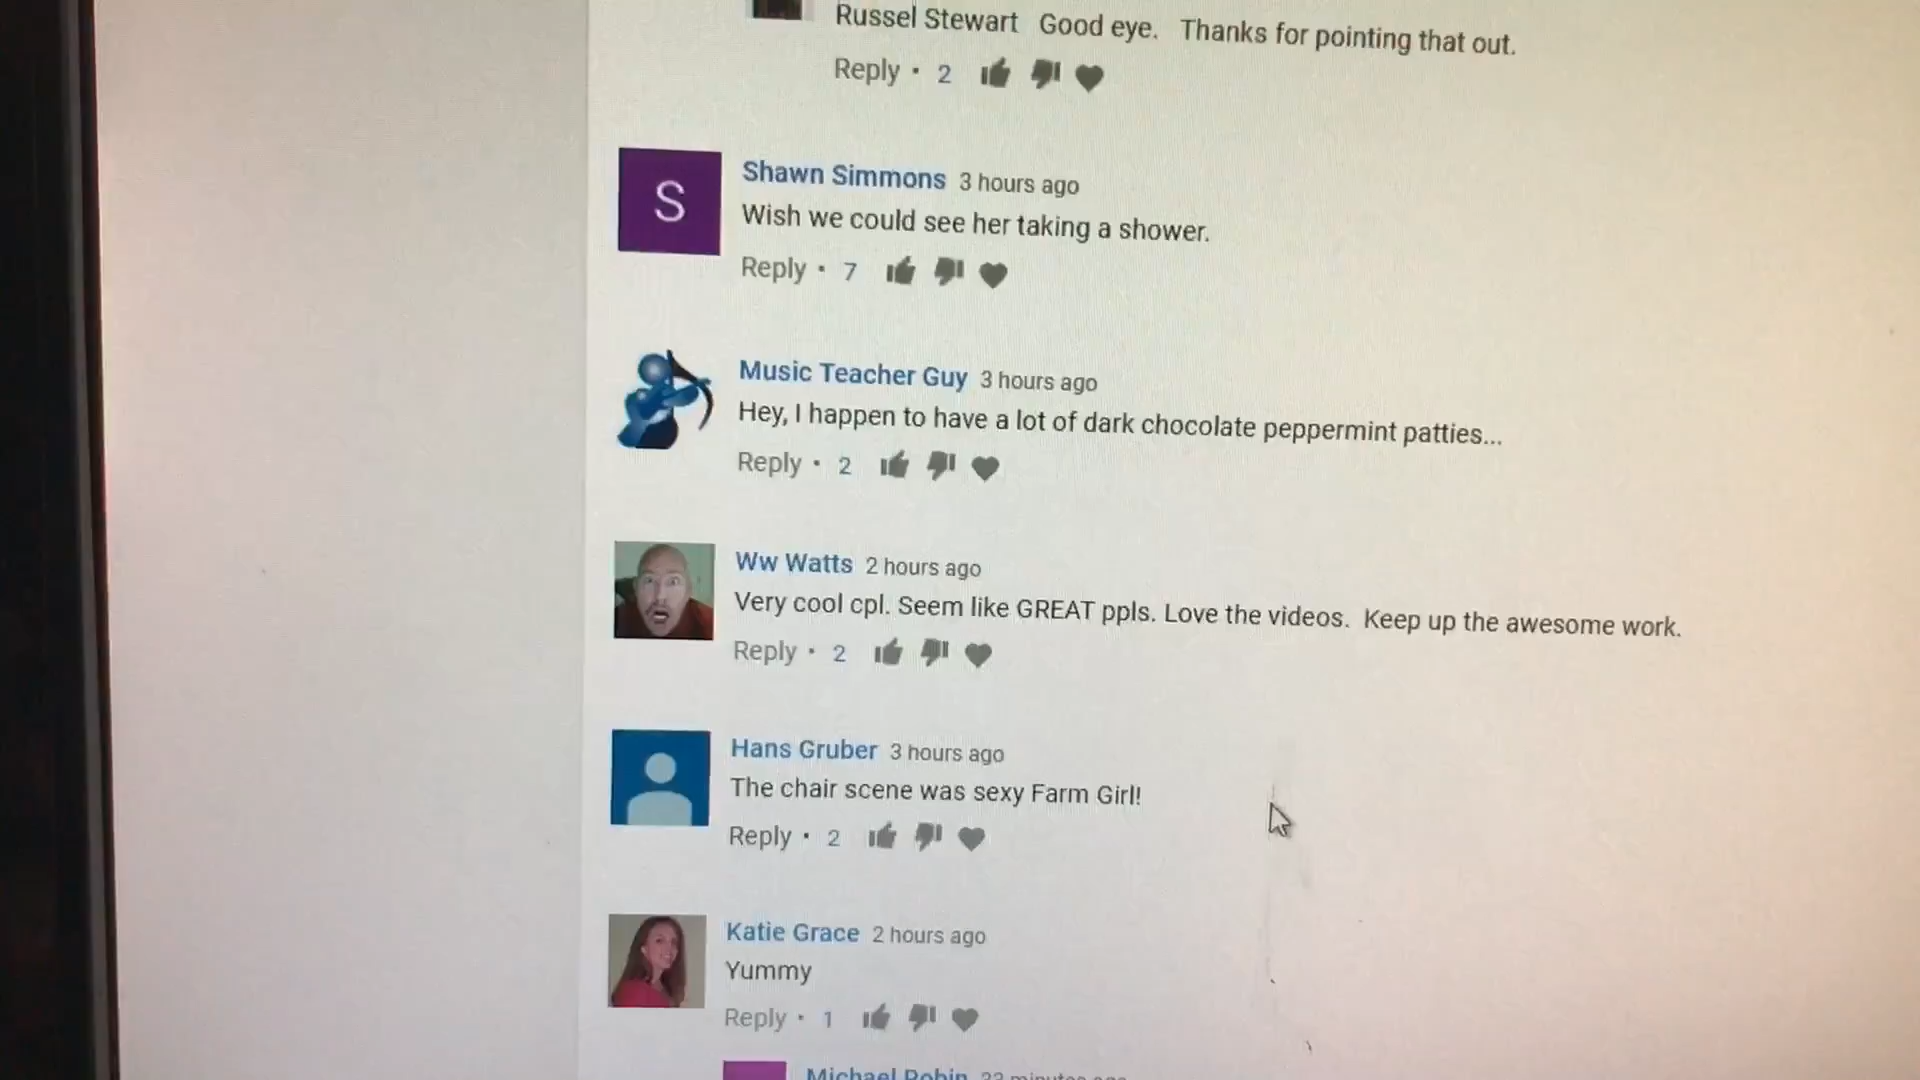 Russel Stewart Good eye. Thanks for pointing that out.
Reply • 2
S
Shawn Simmons 3 hours ago
Wish we could see her taking a shower.
Reply • 7
Music Teacher Guy 3 hours ago
Hey, I happen to have a lot of dark chocolate peppermint patties...
Reply • 2
Ww Watts 2 hours ago
Very cool cpl. Seem like GREAT ppls. Love the videos. Keep up the awesome work.
Reply • 2
Hans Gruber 3 hours ago
The chair scene was sexy Farm Girl!
Reply • 2
Katie Grace 2 hours ago
Yummy
Reply • 1
Michael Robin 22 minutes ago